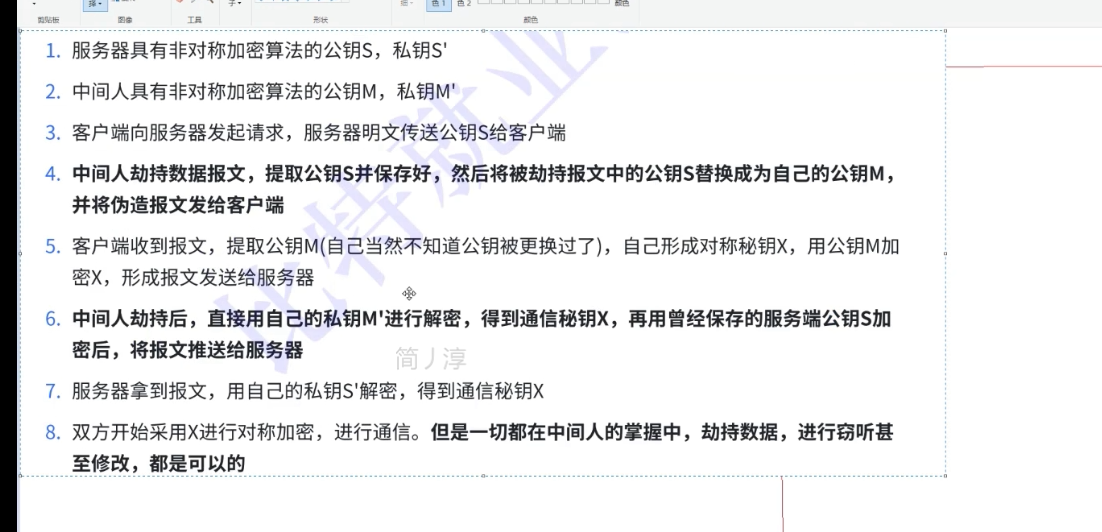 择
色1
色2
剪贴板
图像
工具
形状
颜色
1. 服务器具有非对称加密算法的公钥S，私钥S'
2. 中间人具有非对称加密算法的公钥M，私钥M'
3. 客户端向服务器发起请求，服务器明文传送公钥S给客户端
4. 中间人劫持数据报文，提取公钥S并保存好，然后将被劫持报文中的公钥S替换成为自己的公钥M，
并将伪造报文发给客户端
5. 客户端收到报文，提取公钥M(自己当然不知道公钥被更换过了)，自己形成对称秘钥X，用公钥M加
密X，形成报文发送给服务器
6. 中间人劫持后，直接用自己的私钥M'进行解密，得到通信秘钥X，再用曾经保存的服务端公钥S加
密后，将报文推送给服务器
简丿淳
7. 服务器拿到报文，用自己的私钥S'解密，得到通信秘钥X
8. 双方开始采用X进行对称加密，进行通信。但是一切都在中间人的掌握中，劫持数据，进行窃听甚
至修改，都是可以的
比特就业